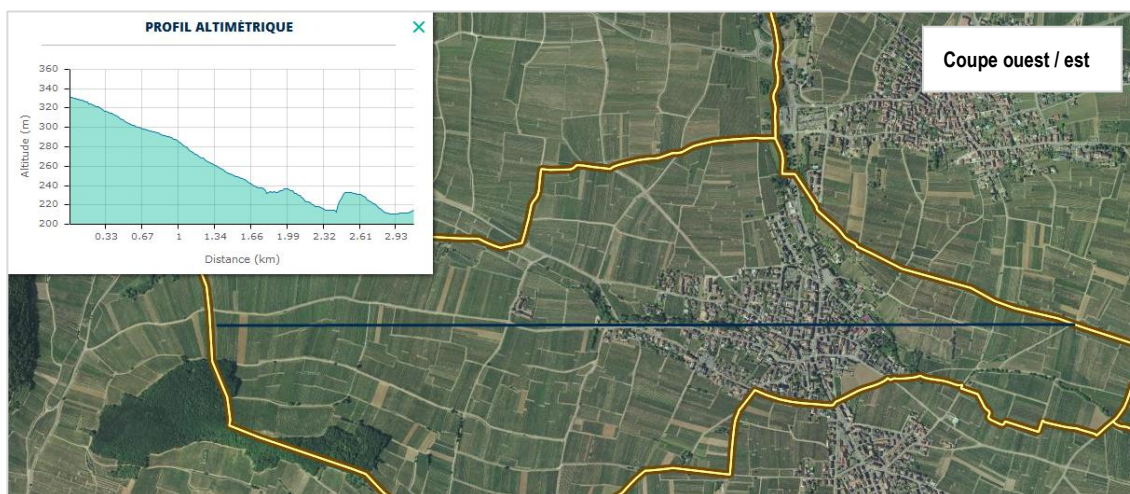 PROFIL ALTIMÉTRIQUE
×
Coupe ouest / est
360
340
320
300
280
260
240
220
200
Altitude (m)
0.33 0.67 1 1.34 1.66 1.99 2.32 2.61 2.93
Distance (km)